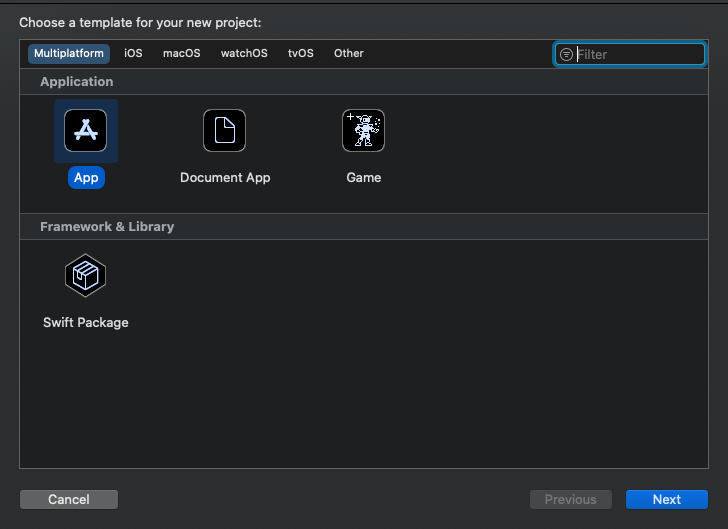 Choose a template for your new project:
Multiplatform iOS macOS watchOS tvOS Other Filter
Application
App Document App Game
Framework & Library
Swift Package
Cancel Previous Next